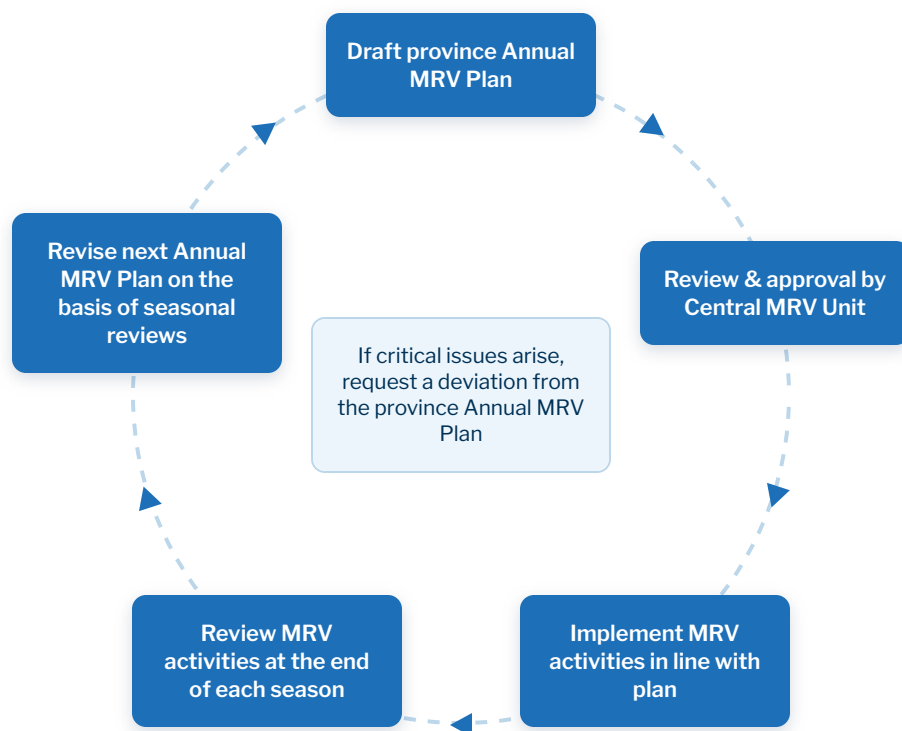 Draft province Annual
MRV Plan
Review & approval by
Central MRV Unit
Implement MRV
activities in line with
plan
Review MRV
activities at the end
of each season
Revise next Annual
MRV Plan on the
basis of seasonal
reviews
If critical issues arise,
request a deviation from
the province Annual MRV
Plan